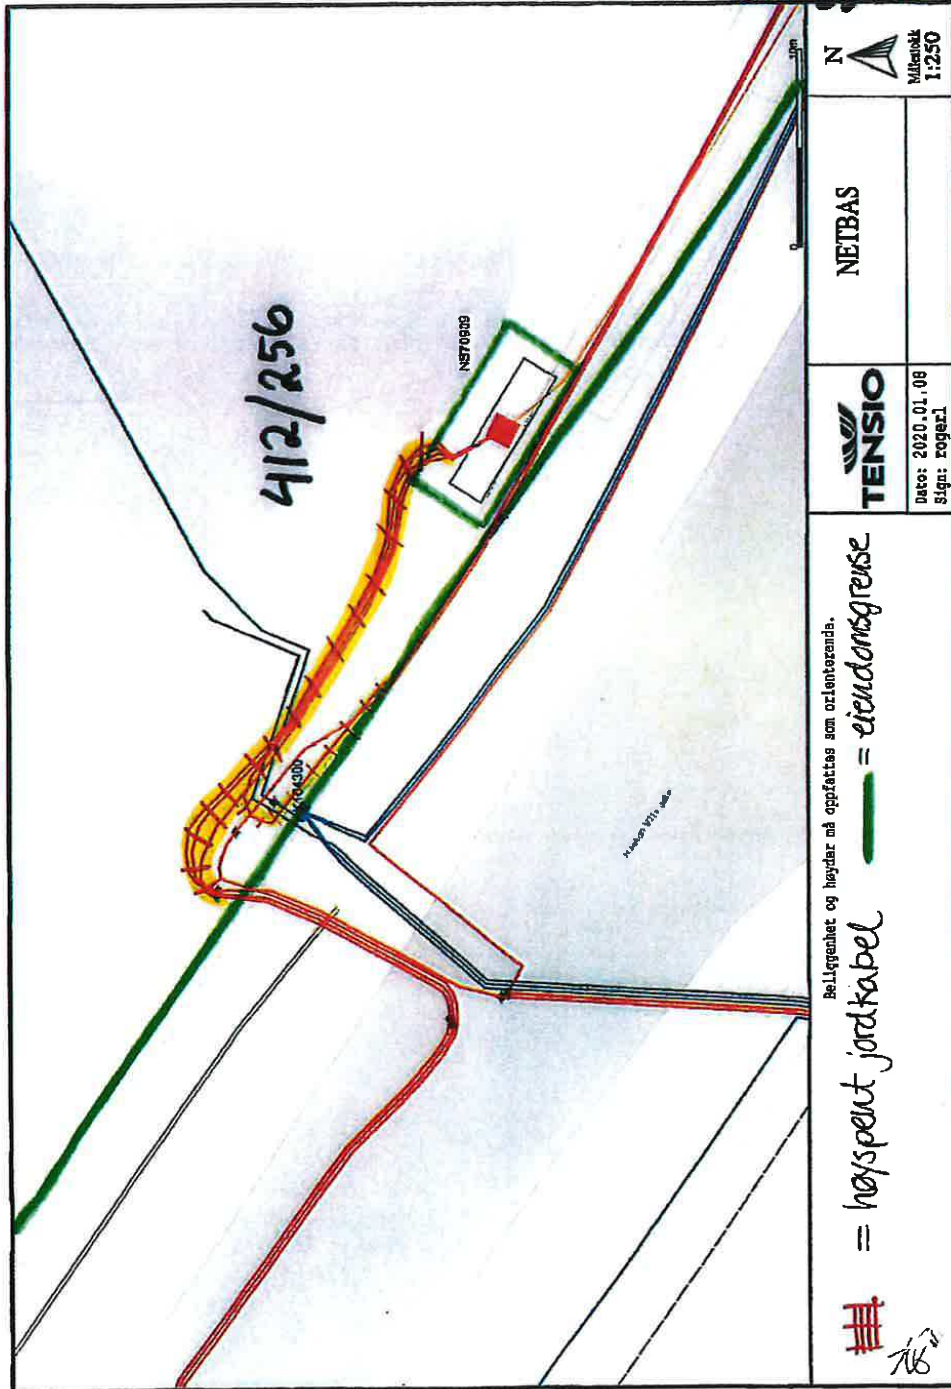 412/256
NS70909
0
10m
Beliggenhet og høyder må oppfattes som orienterende.
= høyspent jordkabel
= eiendomsgrense
TENSIO
Dato: 2020.01.08
Sign: rogerl
NETBAS
N
Målestokk
1:250